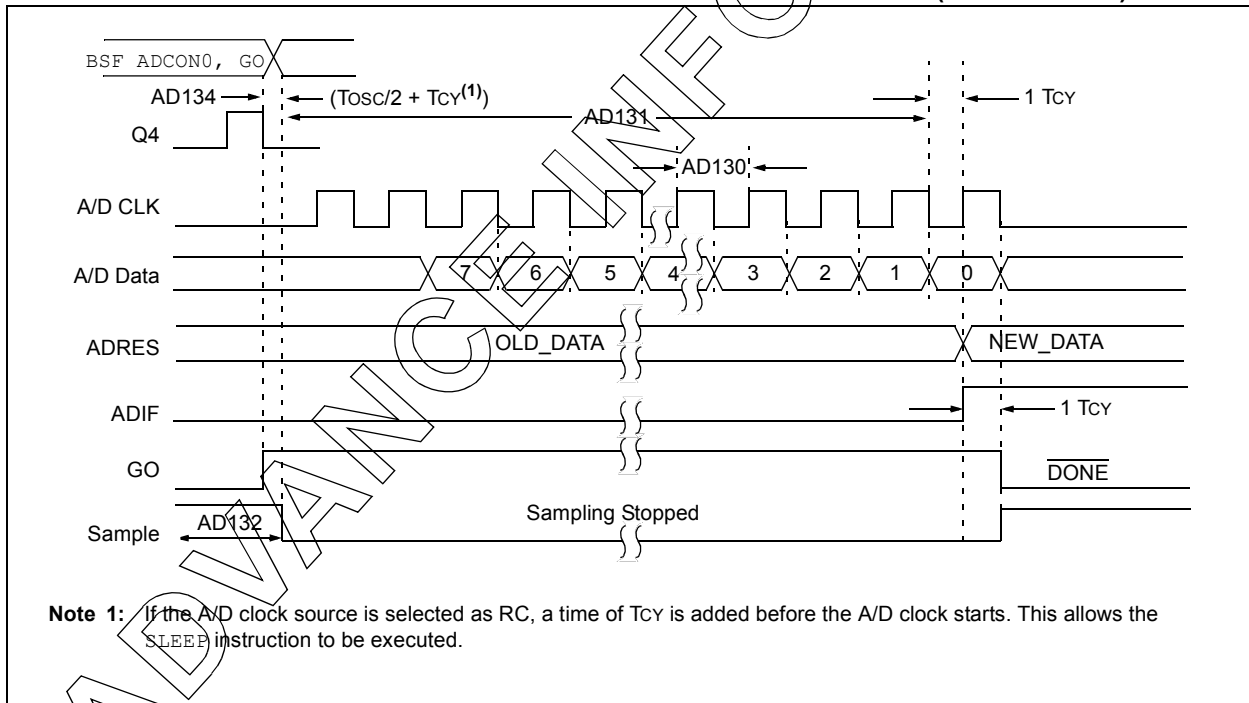 BSF ADCON0, GO
AD134
(TOSC/2 + TCY(1))
1 TCY
AD131
Q4
AD130
A/D CLK
A/D Data
7 6 5 4 3 2 1 0
ADRES
OLD_DATA
NEW_DATA
ADIF
1 TCY
GO
DONE
Sample
AD132
Sampling Stopped
Note 1: If the A/D clock source is selected as RC, a time of TCY is added before the A/D clock starts. This allows the
SLEEP instruction to be executed.
ADVANCE INFO